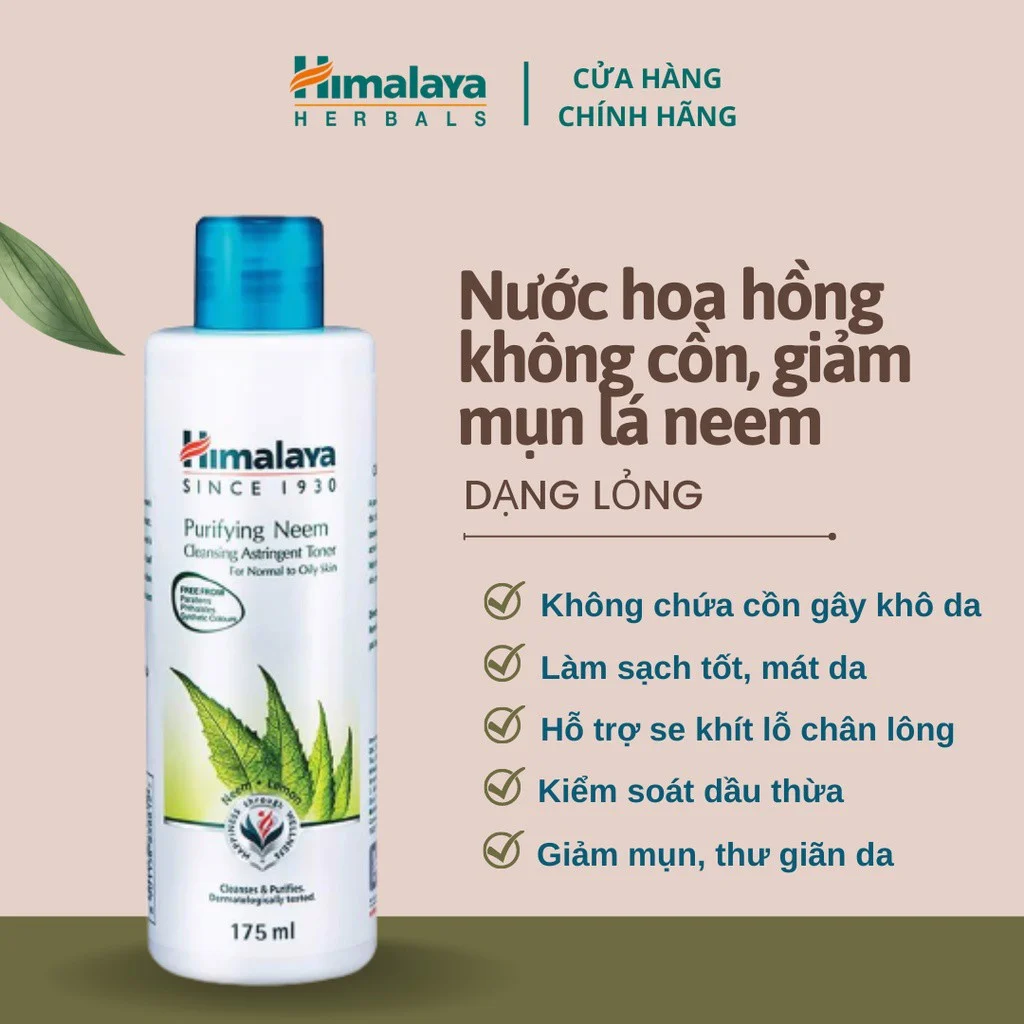 Himalaya
HERBALS
CỬA HÀNG
CHÍNH HÃNG
Nước hoa hồng
không cồn, giảm
mụn lá neem
DẠNG LỎNG
Không chứa cồn gây khô da
Làm sạch tốt, mát da
Hỗ trợ se khít lỗ chân lông
Kiểm soát dầu thừa
Giảm mụn, thư giãn da
Himalaya
SINCE 1930
Purifying Neem
Cleansing Astringent Toner
For Normal to Oily Skin
FREE FROM
Parabens
Phthalates
Synthetic Colours
Neem • Lemon
HAPPINESS through WELLNESS
Cleanses & Purifies.
Dermatologically tested.
175 ml